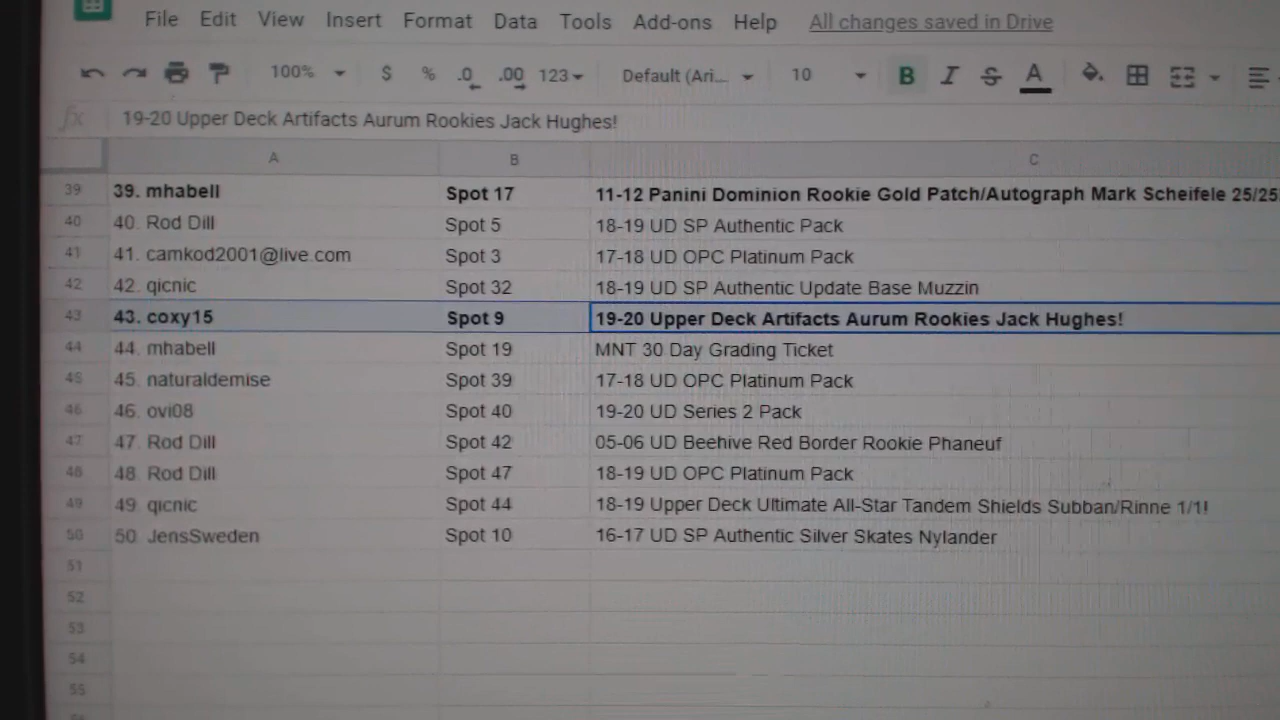 File Edit View Insert Format Data Tools Add-ons Help All changes saved in Drive
100% $ % .0 .00 123 Default (Ari... 10 B I S A
fx 19-20 Upper Deck Artifacts Aurum Rookies Jack Hughes!
A B C
39 39. mhabell Spot 17 11-12 Panini Dominion Rookie Gold Patch/Autograph Mark Scheifele 25/25
40 40. Rod Dill Spot 5 18-19 UD SP Authentic Pack
41 41. camkod2001@live.com Spot 3 17-18 UD OPC Platinum Pack
42 42. qicnic Spot 32 18-19 UD SP Authentic Update Base Muzzin
43 43. coxy15 Spot 9 19-20 Upper Deck Artifacts Aurum Rookies Jack Hughes!
44 44. mhabell Spot 19 MNT 30 Day Grading Ticket
45 45. naturaldemise Spot 39 17-18 UD OPC Platinum Pack
46 46. ovi08 Spot 40 19-20 UD Series 2 Pack
47 47. Rod Dill Spot 42 05-06 UD Beehive Red Border Rookie Phaneuf
48 48. Rod Dill Spot 47 18-19 UD OPC Platinum Pack
49 49. qicnic Spot 44 18-19 Upper Deck Ultimate All-Star Tandem Shields Subban/Rinne 1/1!
50 50. JensSweden Spot 10 16-17 UD SP Authentic Silver Skates Nylander
51
52
53
54
55